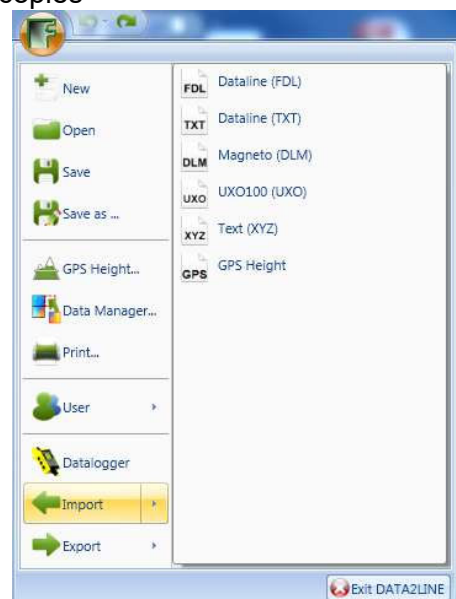 copies
New
Open
Save
Save as ...
GPS Height...
Data Manager...
Print...
User
Datalogger
Import
Export
FDL Dataline (FDL)
TXT Dataline (TXT)
DLM Magneto (DLM)
UXO UXO100 (UXO)
XYZ Text (XYZ)
GPS GPS Height
Exit DATA2LINE